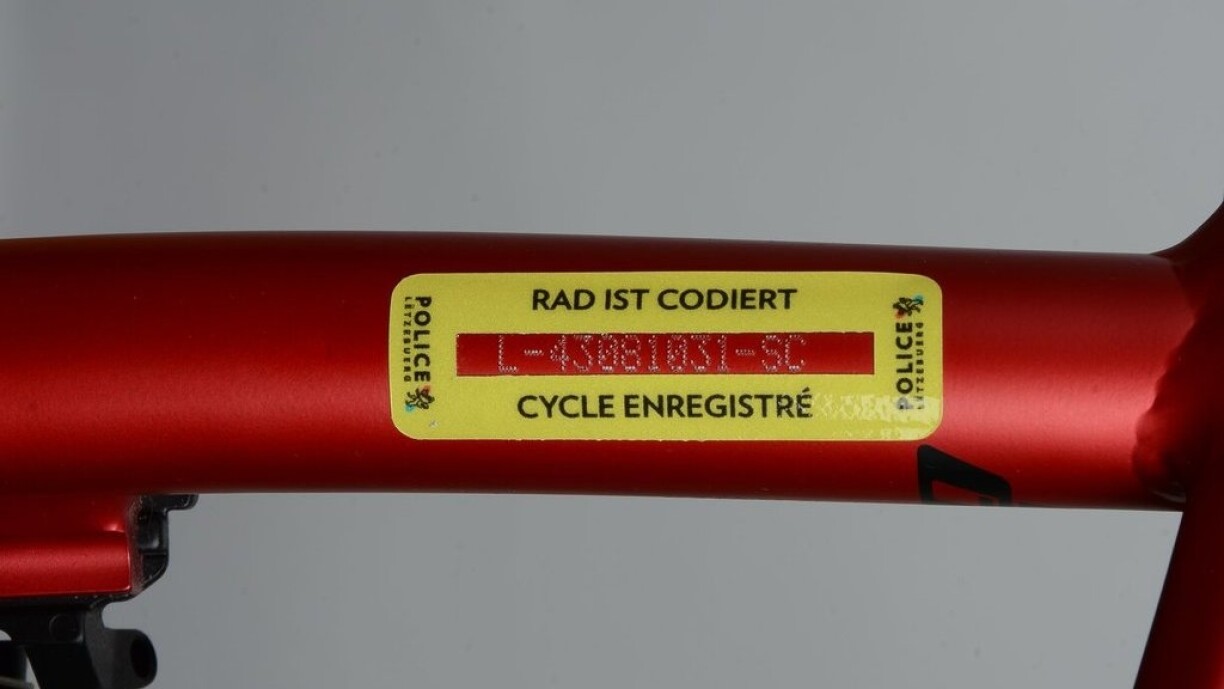 RAD IST CODIERT
L-43081031-SC
CYCLE ENREGISTRÉ
POLICE
LËTZEBUERG
POLICE
LËTZEBUERG